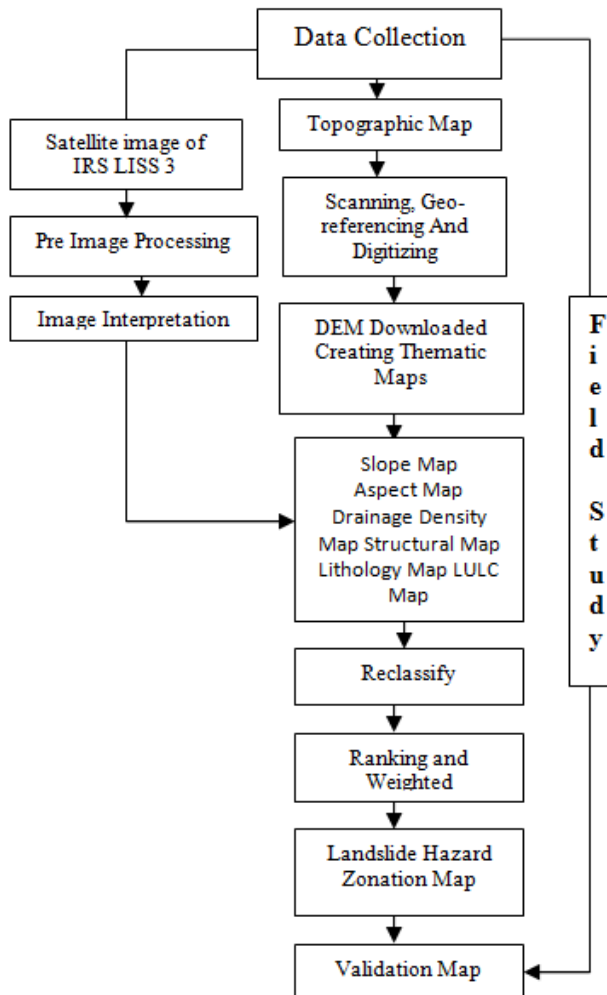 Data Collection
Satellite image of
IRS LISS 3
Topographic Map
Pre Image Processing
Scanning, Geo-
referencing And
Digitizing
Image Interpretation
DEM Downloaded
Creating Thematic
Maps
Field Study
Slope Map
Aspect Map
Drainage Density
Map Structural Map
Lithology Map LULC
Map
Reclassify
Ranking and
Weighted
Landslide Hazard
Zonation Map
Validation Map